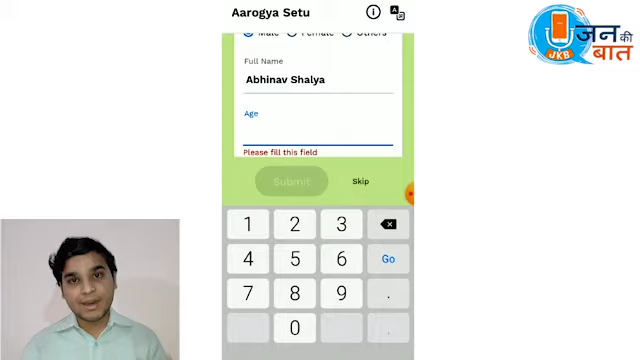 Aarogya Setu
Male Female Others
Full Name
Abhinav Shalya
Age
Please fill this field
Submit Skip
1 2 3
4 5 6 Go
7 8 9 .
0 .
जन की
बात
JKB